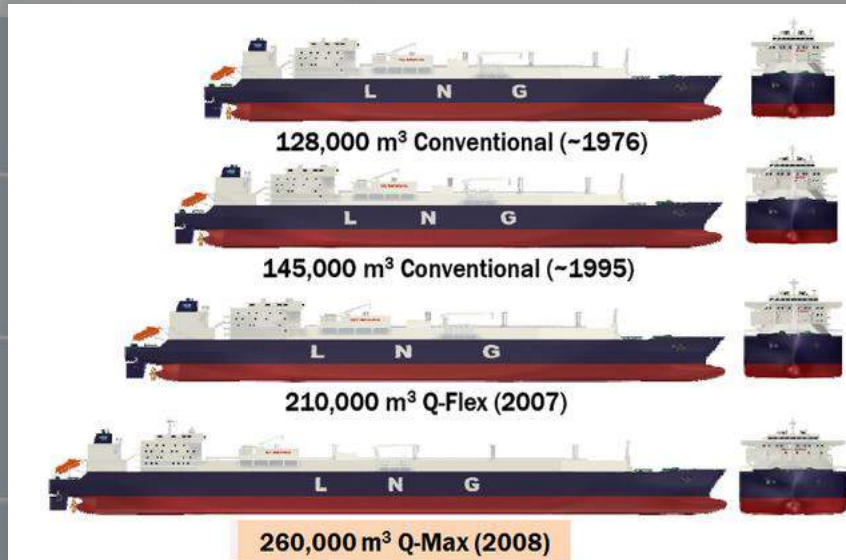 L N G
128,000 m³ Conventional (~1976)
L N G
145,000 m³ Conventional (~1995)
L N G
210,000 m³ Q-Flex (2007)
L N G
260,000 m³ Q-Max (2008)